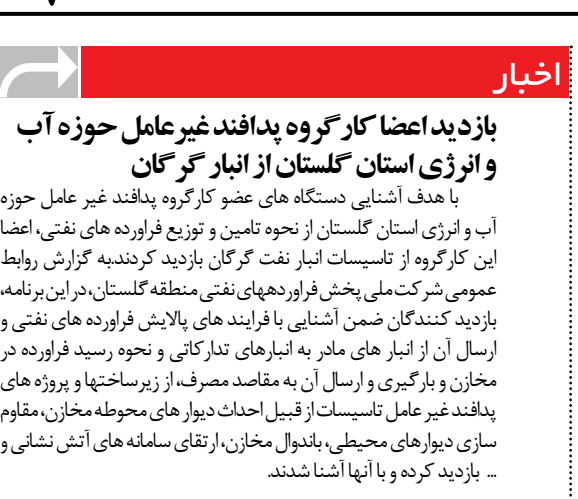 اخبار
بازدید اعضا کارگروه پدافند غیرعامل حوزه آب
و انرژی استان گلستان از انبار گرگان
با هدف آشنایی دستگاه های عضو کارگروه پدافند غیر عامل حوزه
آب و انرژی استان گلستان از نحوه تامین و توزیع فراورده های نفتی، اعضا
این کارگروه از تاسیسات انبار نفت گرگان بازدید کردند.به گزارش روابط
عمومی شرکت ملی پخش فراوردههای نفتی منطقه گلستان، در این برنامه،
بازدید کنندگان ضمن آشنایی با فرایند های پالایش فراورده های نفتی و
ارسال آن از انبار های مادر به انبارهای تدارکاتی و نحوه رسید فراورده در
مخازن و بارگیری و ارسال آن به مقاصد مصرف، از زیرساختها و پروژه های
پدافند غیر عامل تاسیسات از قبیل احداث دیوار های محوطه مخازن، مقاوم
سازی دیوارهای محیطی، باندوال مخازن، ارتقای سامانه های آتش نشانی و
... بازدید کرده و با آنها آشنا شدند.